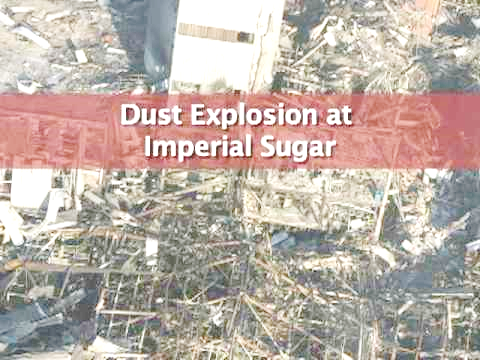 Dust Explosion at
Imperial Sugar